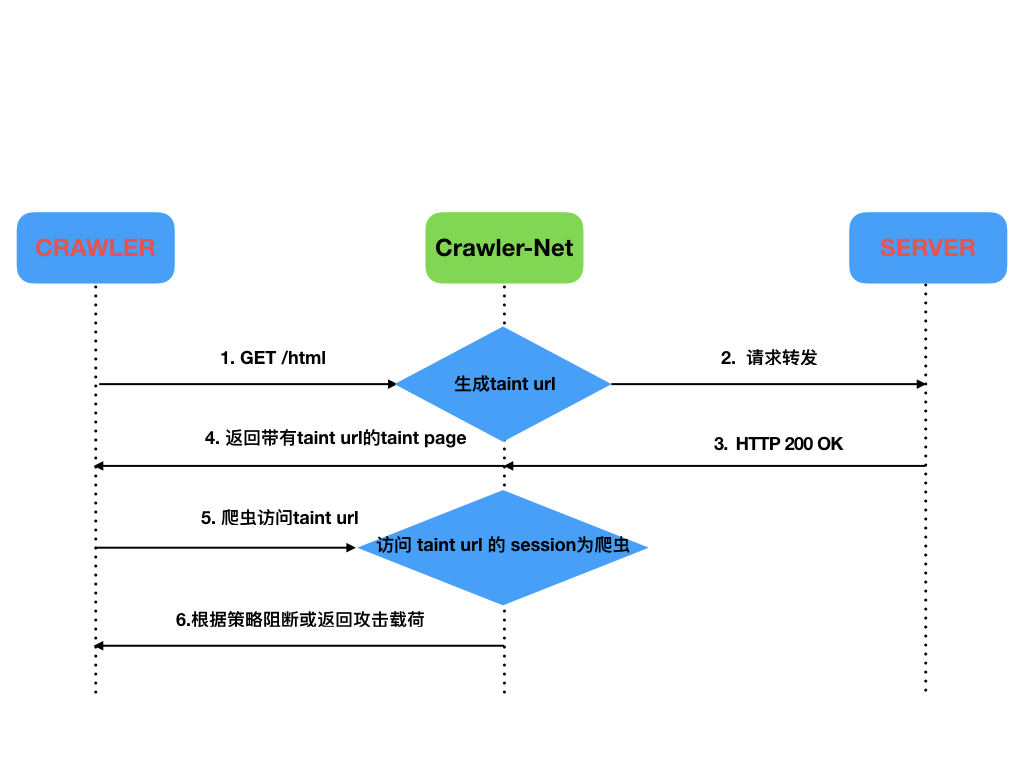 CRAWLER
Crawler-Net
SERVER
1. GET /html
2. 请求转发
生成taint url
4. 返回带有taint url的taint page
3. HTTP 200 OK
5. 爬虫访问taint url
访问 taint url 的 session为爬虫
6.根据策略阻断或返回攻击载荷